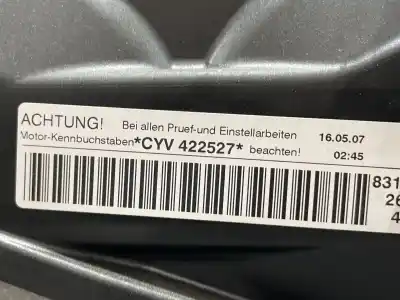 ACHTUNG! Bei allen Pruef-und Einstellarbeiten 16.05.07
Motor-Kennbuchstaben*CYV 422527* beachten! 02:45
831
26
4